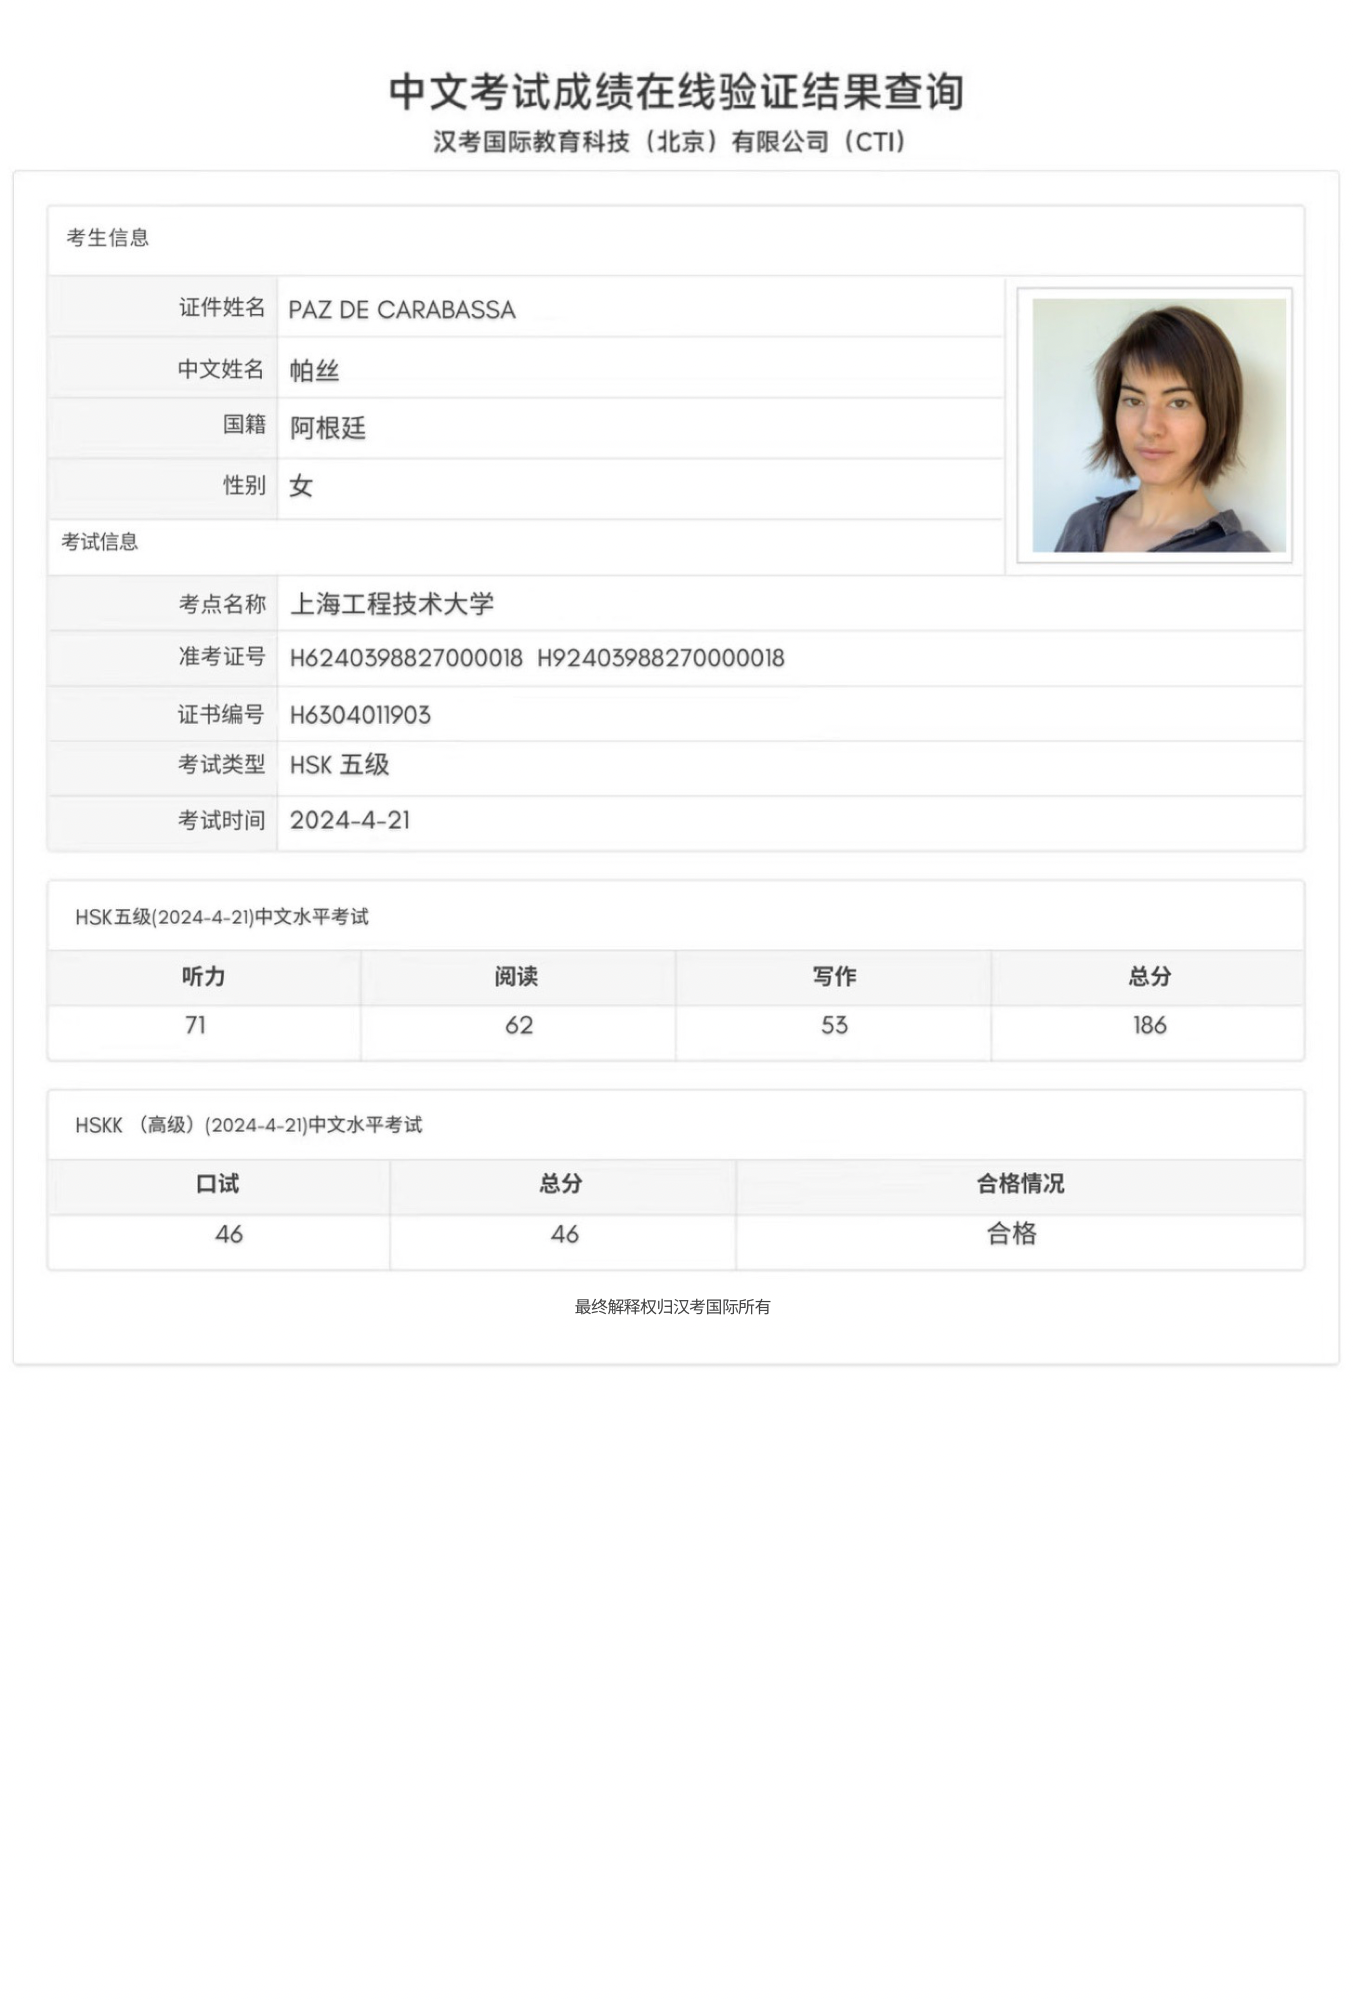 中文考试成绩在线验证结果查询
汉考国际教育科技（北京）有限公司（CTI）
考生信息
证件姓名 PAZ DE CARABASSA
中文姓名 帕丝
国籍 阿根廷
性别 女
考试信息
考点名称 上海工程技术大学
准考证号 H6240398827000018 H92403988270000018
证书编号 H6304011903
考试类型 HSK 五级
考试时间 2024-4-21
HSK五级(2024-4-21)中文水平考试
听力 阅读 写作 总分
71 62 53 186
HSKK （高级）(2024-4-21)中文水平考试
口试 总分 合格情况
46 46 合格
最终解释权归汉考国际所有